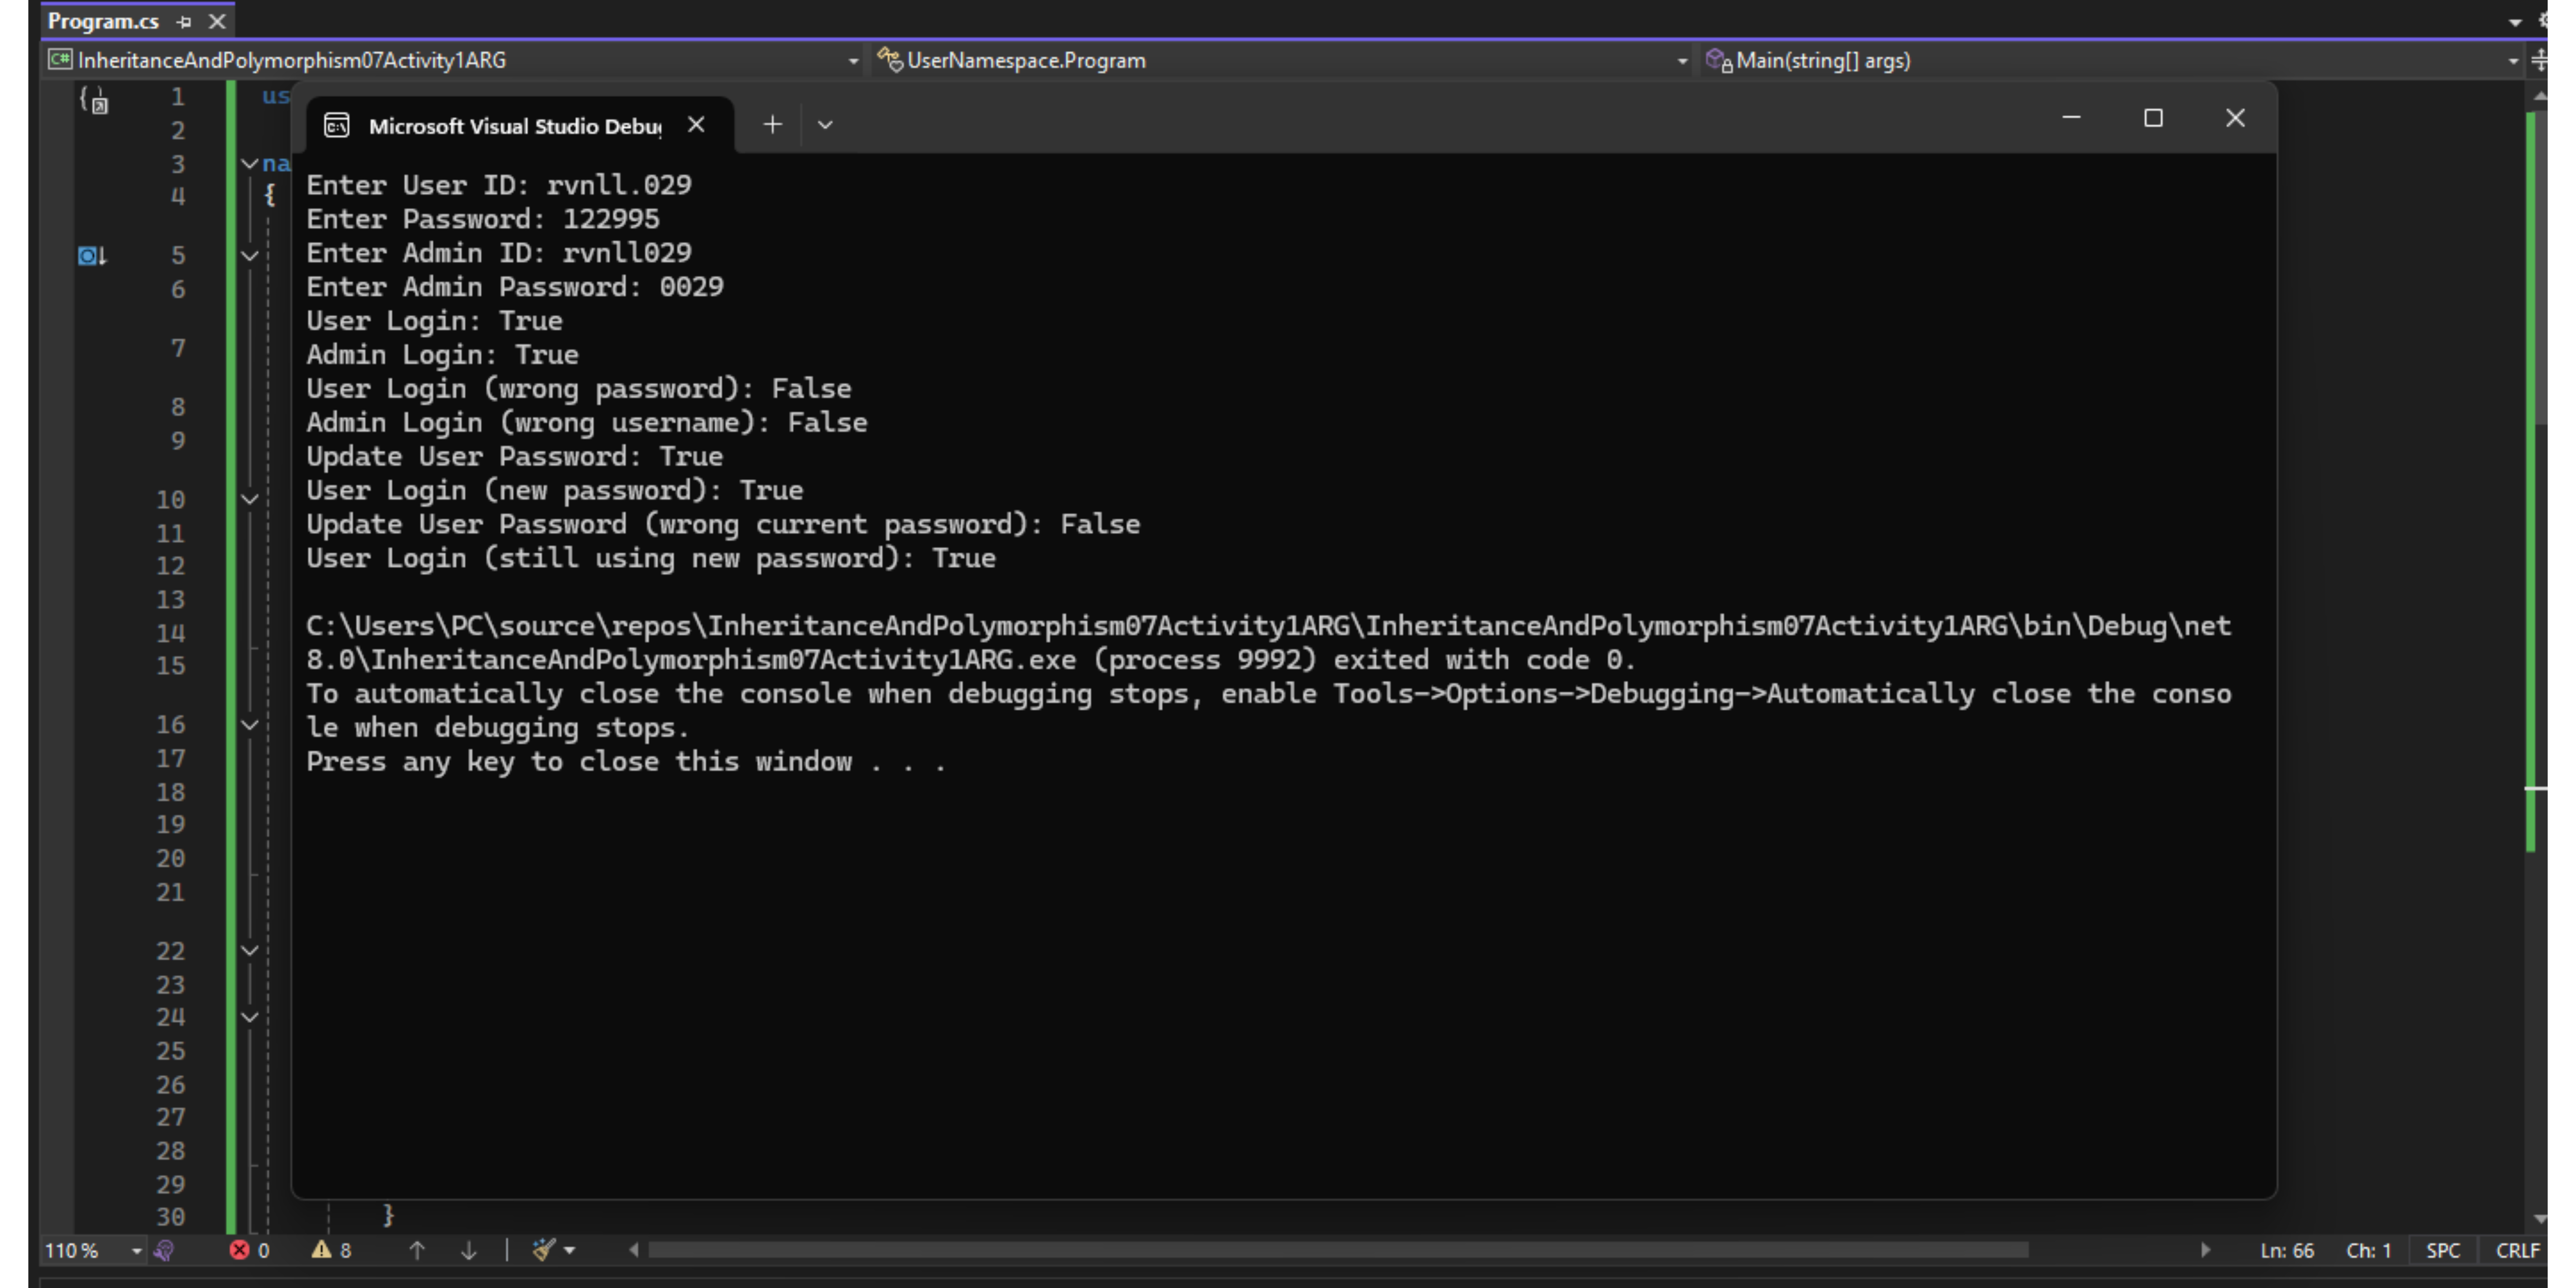 Program.cs
C# InheritanceAndPolymorphism07Activity1ARG UserNamespace.Program Main(string[] args)
1 us
2
3 na
4 {
5
6
7
8
9
10
11
12
13
14
15
16
17
18
19
20
21
22
23
24
25
26
27
28
29
30 }
Microsoft Visual Studio Debu
Enter User ID: rvnll.029
Enter Password: 122995
Enter Admin ID: rvnll029
Enter Admin Password: 0029
User Login: True
Admin Login: True
User Login (wrong password): False
Admin Login (wrong username): False
Update User Password: True
User Login (new password): True
Update User Password (wrong current password): False
User Login (still using new password): True
C:\Users\PC\source\repos\InheritanceAndPolymorphism07Activity1ARG\InheritanceAndPolymorphism07Activity1ARG\bin\Debug\net
8.0\InheritanceAndPolymorphism07Activity1ARG.exe (process 9992) exited with code 0.
To automatically close the console when debugging stops, enable Tools->Options->Debugging->Automatically close the conso
le when debugging stops.
Press any key to close this window . . .
110 % 0 8 Ln: 66 Ch: 1 SPC CRLF